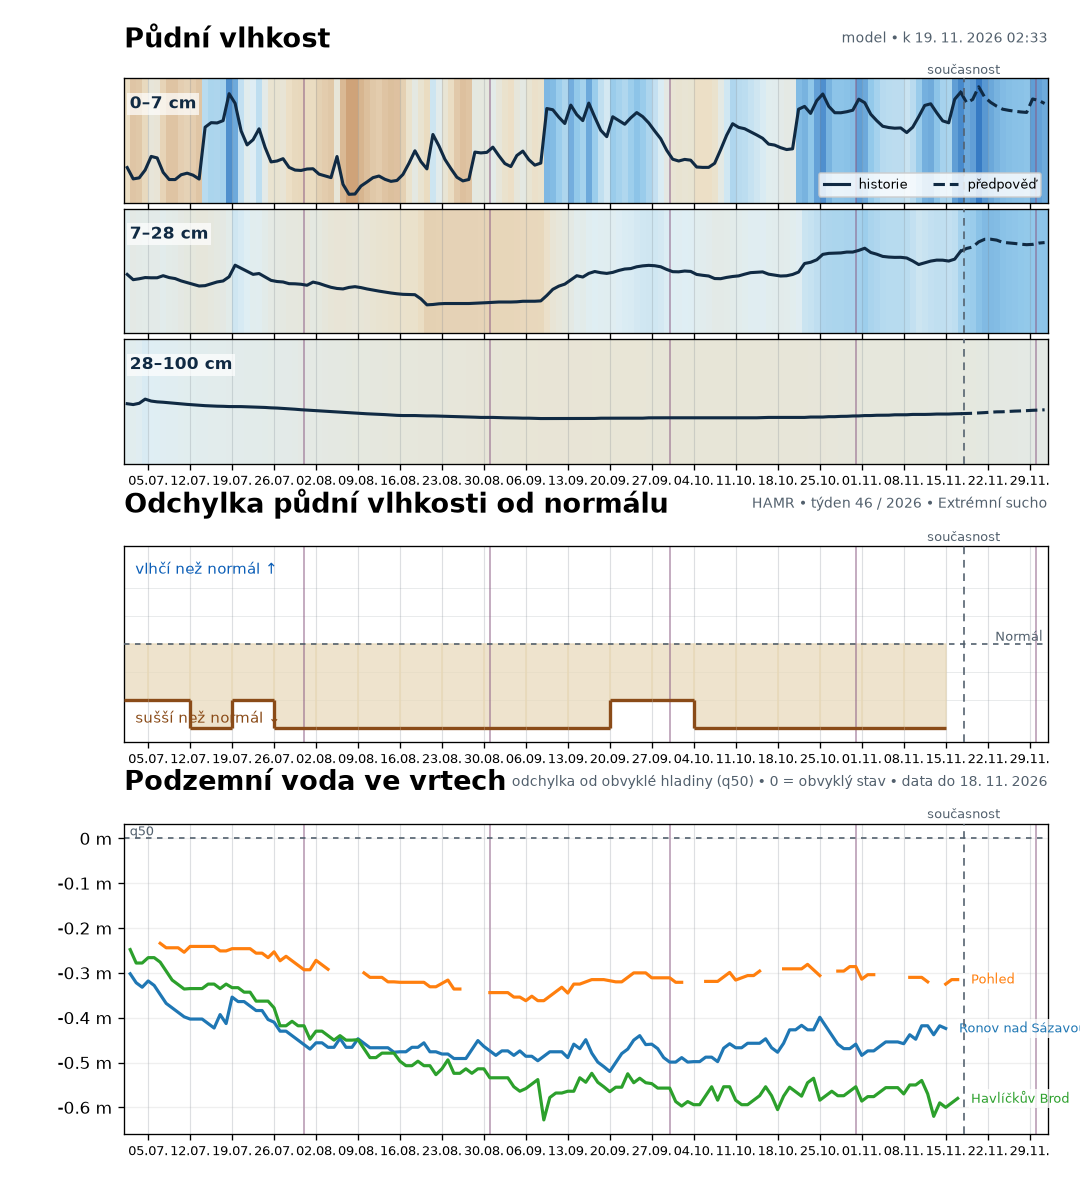 Půdní vlhkost
model • k 19. 11. 2026 02:33
současnost
0–7 cm
historie
předpověď
7–28 cm
28–100 cm
05.07. 12.07. 19.07. 26.07. 02.08. 09.08. 16.08. 23.08. 30.08. 06.09. 13.09. 20.09. 27.09. 04.10. 11.10. 18.10. 25.10. 01.11. 08.11. 15.11. 22.11. 29.11.
Odchylka půdní vlhkosti od normálu
HAMR • týden 46 / 2026 • Extrémní sucho
současnost
vlhčí než normál ↑
Normál
sušší než normál ↓
05.07. 12.07. 19.07. 26.07. 02.08. 09.08. 16.08. 23.08. 30.08. 06.09. 13.09. 20.09. 27.09. 04.10. 11.10. 18.10. 25.10. 01.11. 08.11. 15.11. 22.11. 29.11.
Podzemní voda ve vrtech
odchylka od obvyklé hladiny (q50) • 0 = obvyklý stav • data do 18. 11. 2026
současnost
q50
0 m
-0.1 m
-0.2 m
-0.3 m
Pohled
-0.4 m
Ronov nad Sázavou
-0.5 m
Havlíčkův Brod
-0.6 m
05.07. 12.07. 19.07. 26.07. 02.08. 09.08. 16.08. 23.08. 30.08. 06.09. 13.09. 20.09. 27.09. 04.10. 11.10. 18.10. 25.10. 01.11. 08.11. 15.11. 22.11. 29.11.